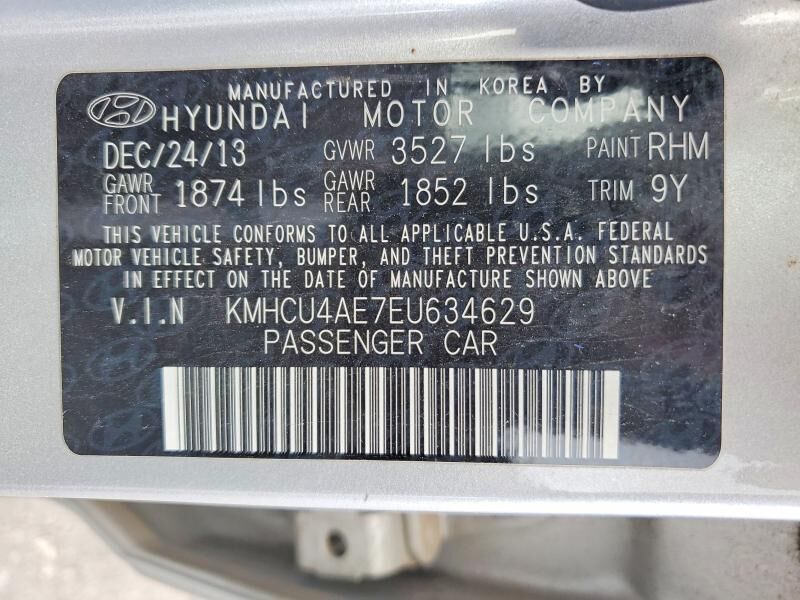 MANUFACTURED IN KOREA BY
HYUNDAI MOTOR COMPANY
DEC/24/13 GVWR 3527 lbs PAINT RHM
GAWR FRONT 1874 lbs GAWR REAR 1852 lbs TRIM 9Y
THIS VEHICLE CONFORMS TO ALL APPLICABLE U.S.A. FEDERAL
MOTOR VEHICLE SAFETY, BUMPER, AND THEFT PREVENTION STANDARDS
IN EFFECT ON THE DATE OF MANUFACTURE SHOWN ABOVE
V.I.N KMHCU4AE7EU634629
PASSENGER CAR